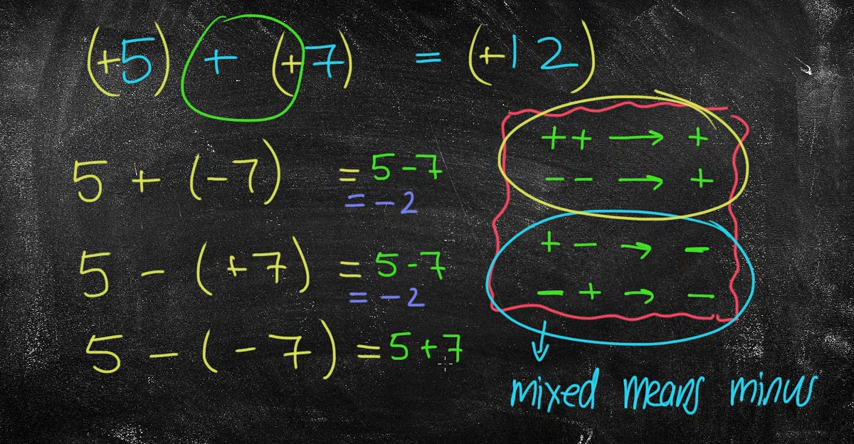 (+5) + (+7) = (+12)
5 + (-7) = 5-7
= -2
5 - (+7) = 5-7
= -2
5 - (-7) = 5+7
+ + → +
- - → +
+ - → -
- + → -
mixed means minus